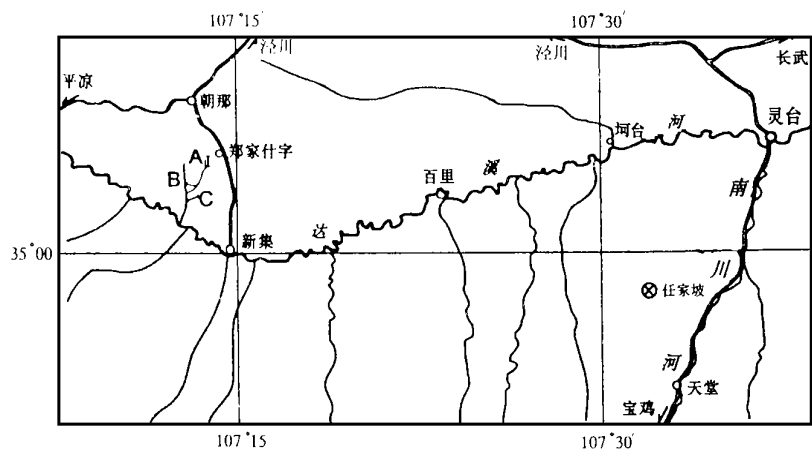 107°15′ 107°30′
泾川 泾川 长武
平凉
朝那
灵台
河
坷台
郑家什字
A₁
B
C
百里
溪
南
达
新集
35°00
川
任家坡
河
天堂
宝鸡
107°15 107°30′